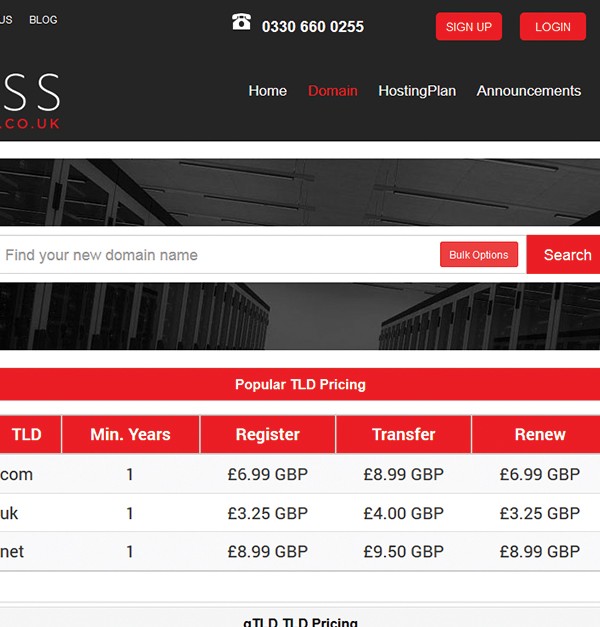 US BLOG 0330 660 0255 SIGN UP LOGIN
SS
.CO.UK
Home Domain HostingPlan Announcements
Find your new domain name Bulk Options Search
Popular TLD Pricing
TLD Min. Years Register Transfer Renew
com 1 £6.99 GBP £8.99 GBP £6.99 GBP
uk 1 £3.25 GBP £4.00 GBP £3.25 GBP
net 1 £8.99 GBP £9.50 GBP £8.99 GBP
gTLD TLD Pricing